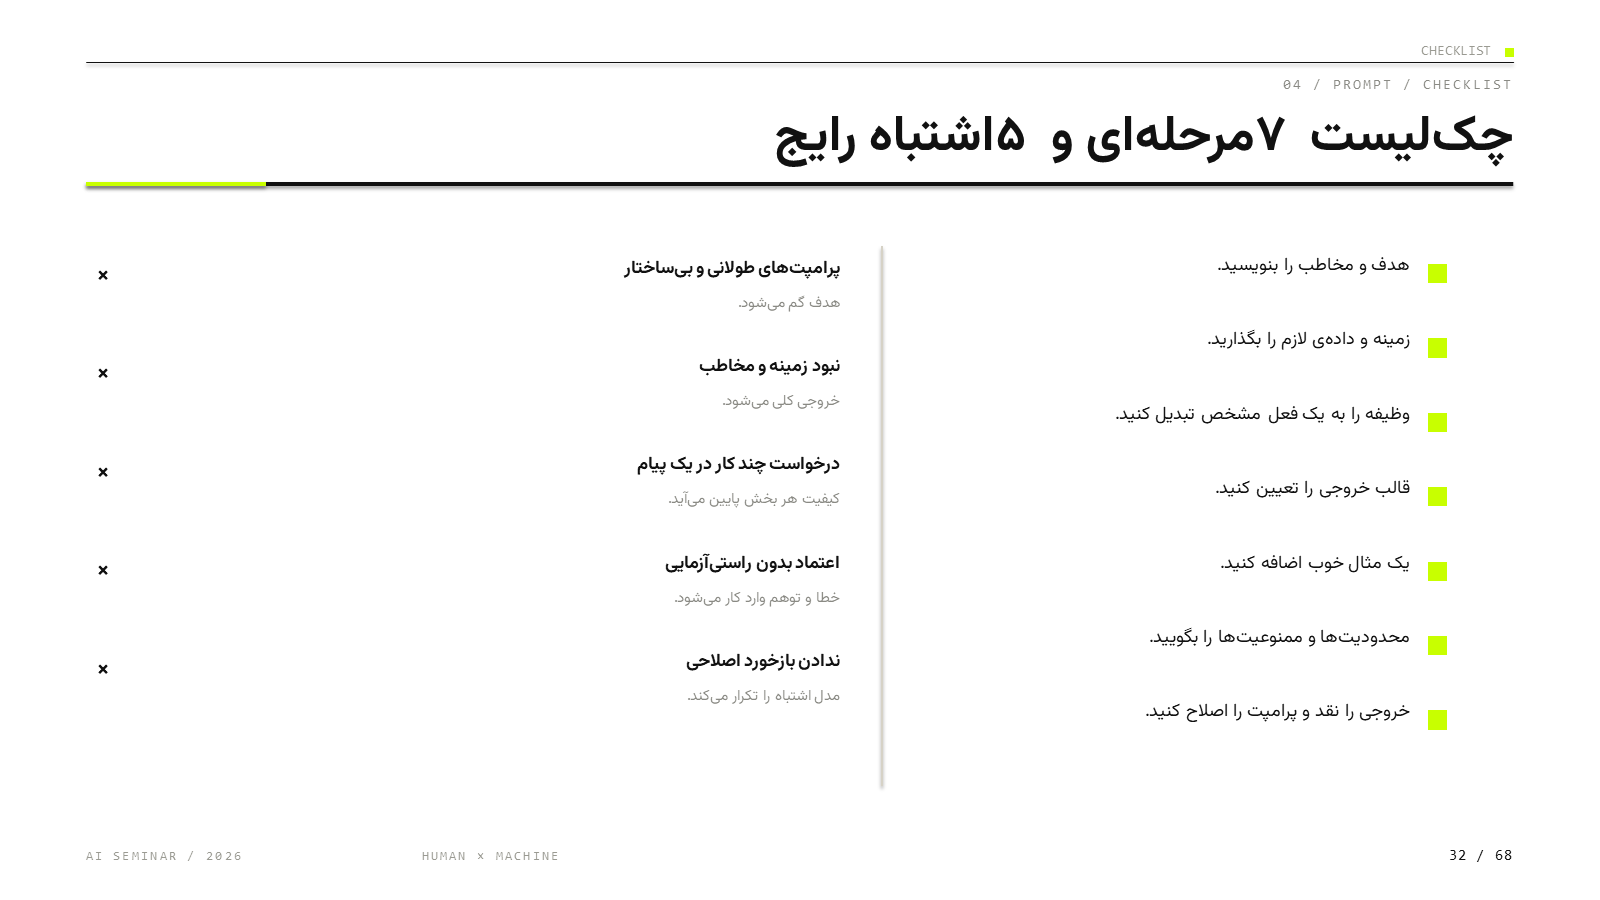 CHECKLIST
04 / PROMPT / CHECKLIST
چک‌لیست ۷مرحله‌ای و ۵اشتباه رایج
هدف و مخاطب را بنویسید.
زمینه و داده‌ی لازم را بگذارید.
وظیفه را به یک فعل مشخص تبدیل کنید.
قالب خروجی را تعیین کنید.
یک مثال خوب اضافه کنید.
محدودیت‌ها و ممنوعیت‌ها را بگویید.
خروجی را نقد و پرامپت را اصلاح کنید.
× پرامپت‌های طولانی و بی‌ساختار
هدف گم می‌شود.
× نبود زمینه و مخاطب
خروجی کلی می‌شود.
× درخواست چند کار در یک پیام
کیفیت هر بخش پایین می‌آید.
× اعتماد بدون راستی‌آزمایی
خطا و توهم وارد کار می‌شود.
× ندادن بازخورد اصلاحی
مدل اشتباه را تکرار می‌کند.
AI SEMINAR / 2026
HUMAN × MACHINE
32 / 68